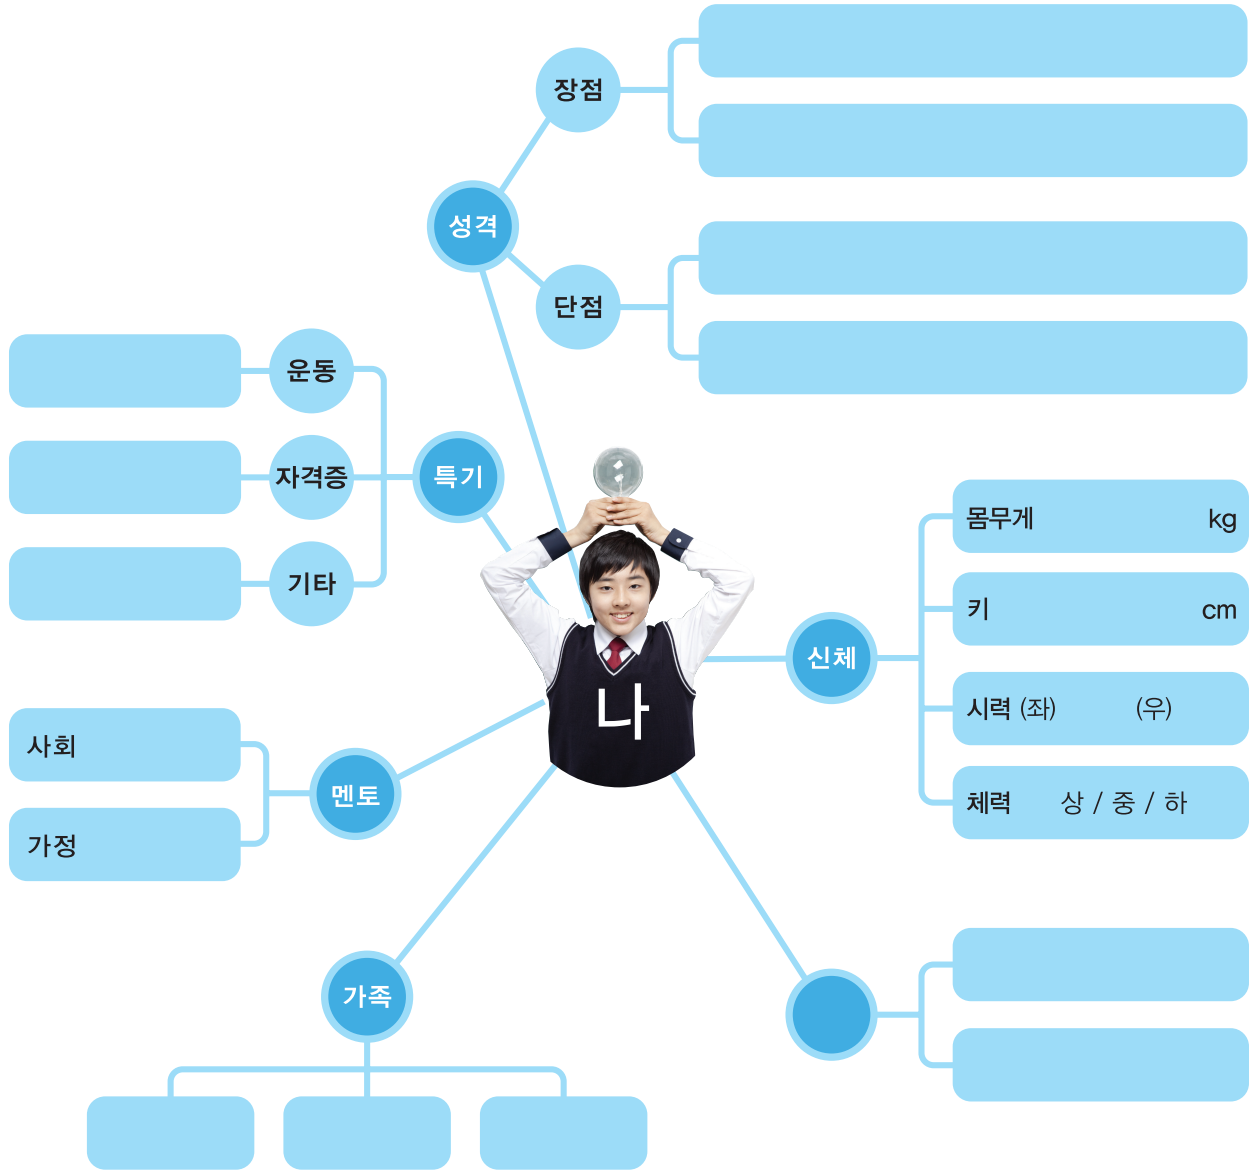 장점
성격
단점
운동
자격증
특기
기타
몸무게 kg
키 cm
신체
시력 (좌) (우)
체력 상 / 중 / 하
나
사회
멘토
가정
가족